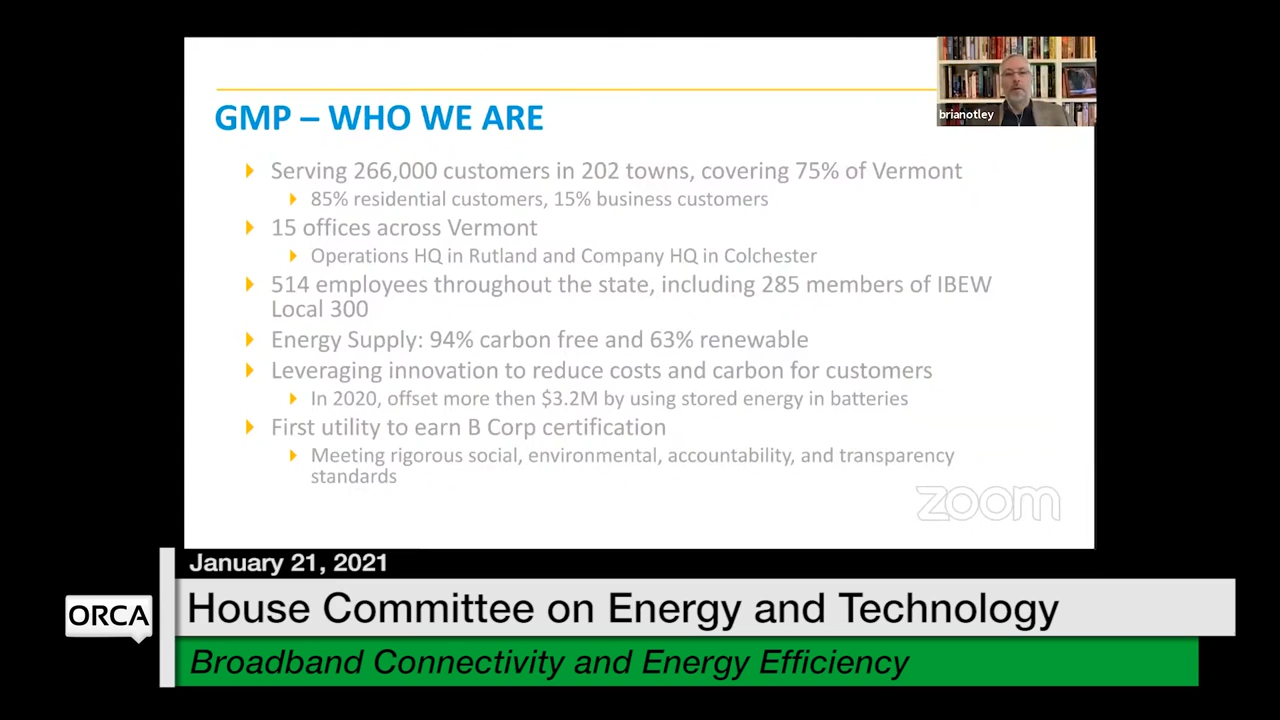 GMP – WHO WE ARE
brianotley
Serving 266,000 customers in 202 towns, covering 75% of Vermont
85% residential customers, 15% business customers
15 offices across Vermont
Operations HQ in Rutland and Company HQ in Colchester
514 employees throughout the state, including 285 members of IBEW
Local 300
Energy Supply: 94% carbon free and 63% renewable
Leveraging innovation to reduce costs and carbon for customers
In 2020, offset more then $3.2M by using stored energy in batteries
First utility to earn B Corp certification
Meeting rigorous social, environmental, accountability, and transparency
standards
zoom
January 21, 2021
ORCA
House Committee on Energy and Technology
Broadband Connectivity and Energy Efficiency